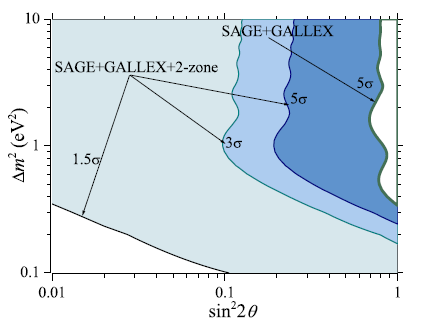 SAGE+GALLEX
SAGE+GALLEX+2-zone
5σ
5σ
3σ
1.5σ
Δm² (eV²)
10
1
0.1
0.01
0.1
1
sin²2θ